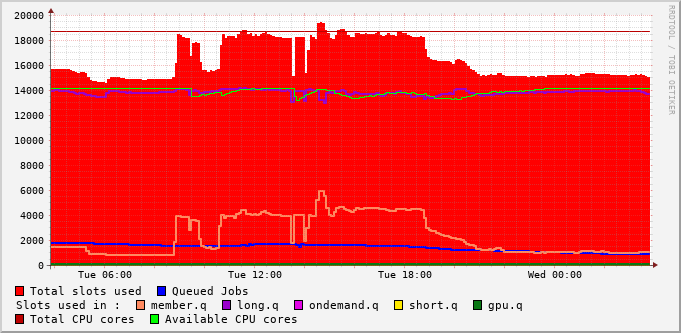 20000
18000
16000
14000
12000
10000
8000
6000
4000
2000
0
Tue 06:00 Tue 12:00 Tue 18:00 Wed 00:00
RRDTOOL / TOBI OETIKER
Total slots used Queued Jobs
Slots used in : member.q long.q ondemand.q short.q gpu.q
Total CPU cores Available CPU cores